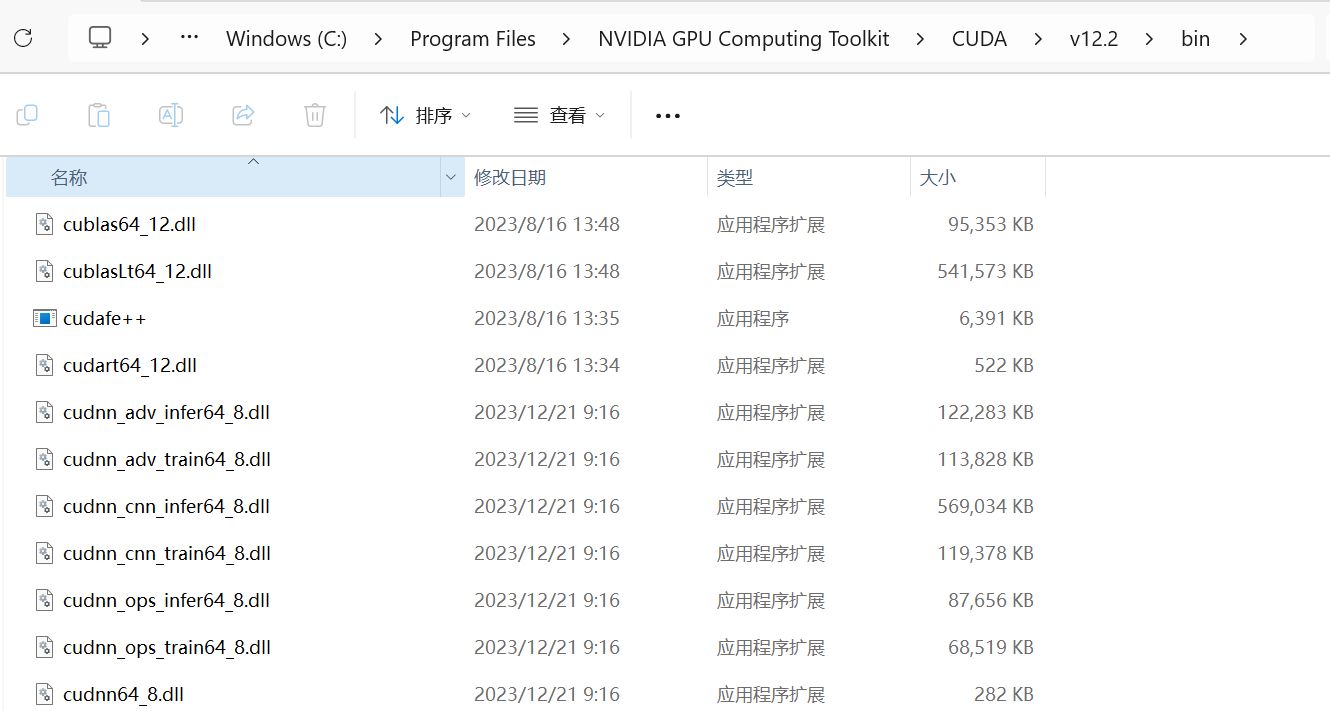 Windows (C:) Program Files NVIDIA GPU Computing Toolkit CUDA v12.2 bin
排序 查看
名称 修改日期 类型 大小
cublas64_12.dll 2023/8/16 13:48 应用程序扩展 95,353 KB
cublasLt64_12.dll 2023/8/16 13:48 应用程序扩展 541,573 KB
cudafe++ 2023/8/16 13:35 应用程序 6,391 KB
cudart64_12.dll 2023/8/16 13:34 应用程序扩展 522 KB
cudnn_adv_infer64_8.dll 2023/12/21 9:16 应用程序扩展 122,283 KB
cudnn_adv_train64_8.dll 2023/12/21 9:16 应用程序扩展 113,828 KB
cudnn_cnn_infer64_8.dll 2023/12/21 9:16 应用程序扩展 569,034 KB
cudnn_cnn_train64_8.dll 2023/12/21 9:16 应用程序扩展 119,378 KB
cudnn_ops_infer64_8.dll 2023/12/21 9:16 应用程序扩展 87,656 KB
cudnn_ops_train64_8.dll 2023/12/21 9:16 应用程序扩展 68,519 KB
cudnn64_8.dll 2023/12/21 9:16 应用程序扩展 282 KB